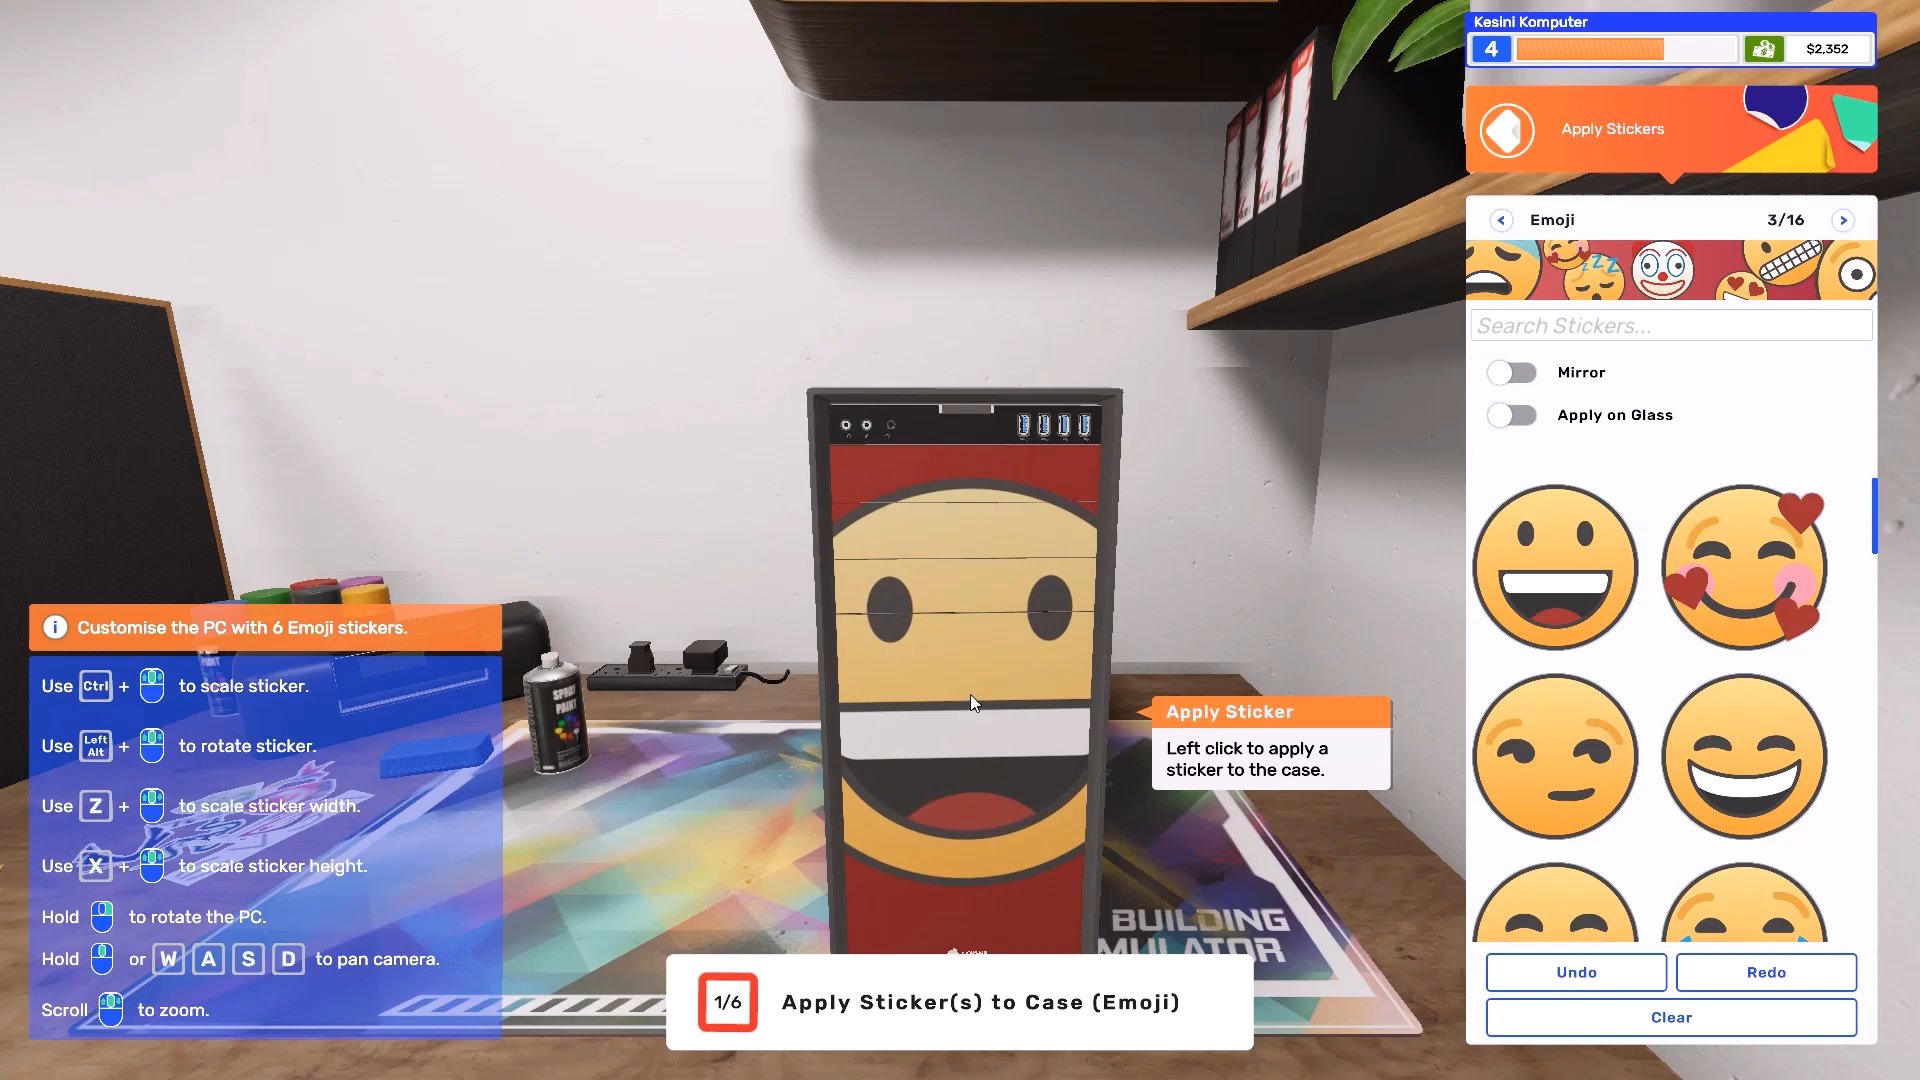 Kesini Komputer
4
$2,352
Apply Stickers
Emoji
3/16
Search Stickers...
Mirror
Apply on Glass
Undo
Redo
Clear
Customise the PC with 6 Emoji stickers.
Use Ctrl + to scale sticker.
Use Left Alt + to rotate sticker.
Use Z + to scale sticker width.
Use X + to scale sticker height.
Hold to rotate the PC.
Hold or W A S D to pan camera.
Scroll to zoom.
SPRAY
PAINT
Apply Sticker
Left click to apply a
sticker to the case.
BUILDING
MULATOR
1/6
Apply Sticker(s) to Case (Emoji)